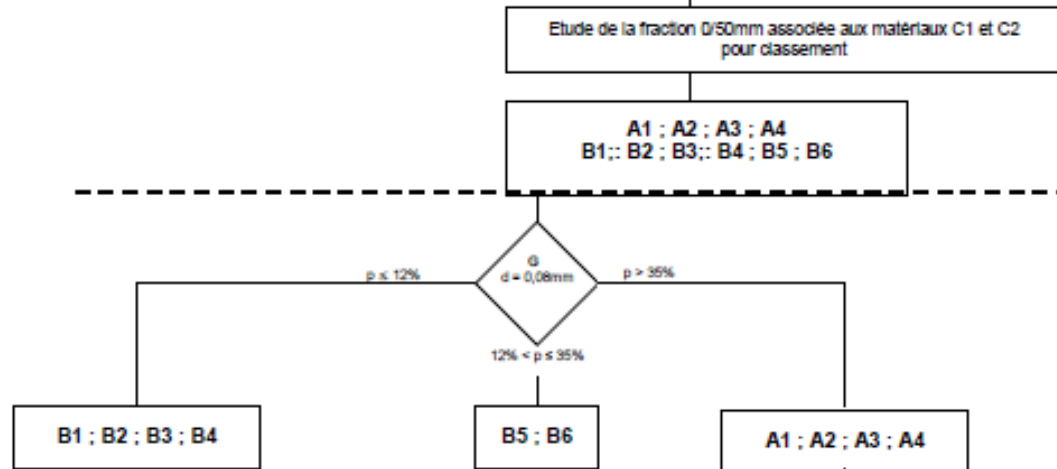 Etude de la fraction 0/50mm associée aux matériaux C1 et C2
pour classement
A1 ; A2 ; A3 ; A4
B1;: B2 ; B3;: B4 ; B5 ; B6
G
d = 0,08mm
p ≤ 12%
p > 35%
12% < p ≤ 35%
B1 ; B2 ; B3 ; B4
B5 ; B6
A1 ; A2 ; A3 ; A4